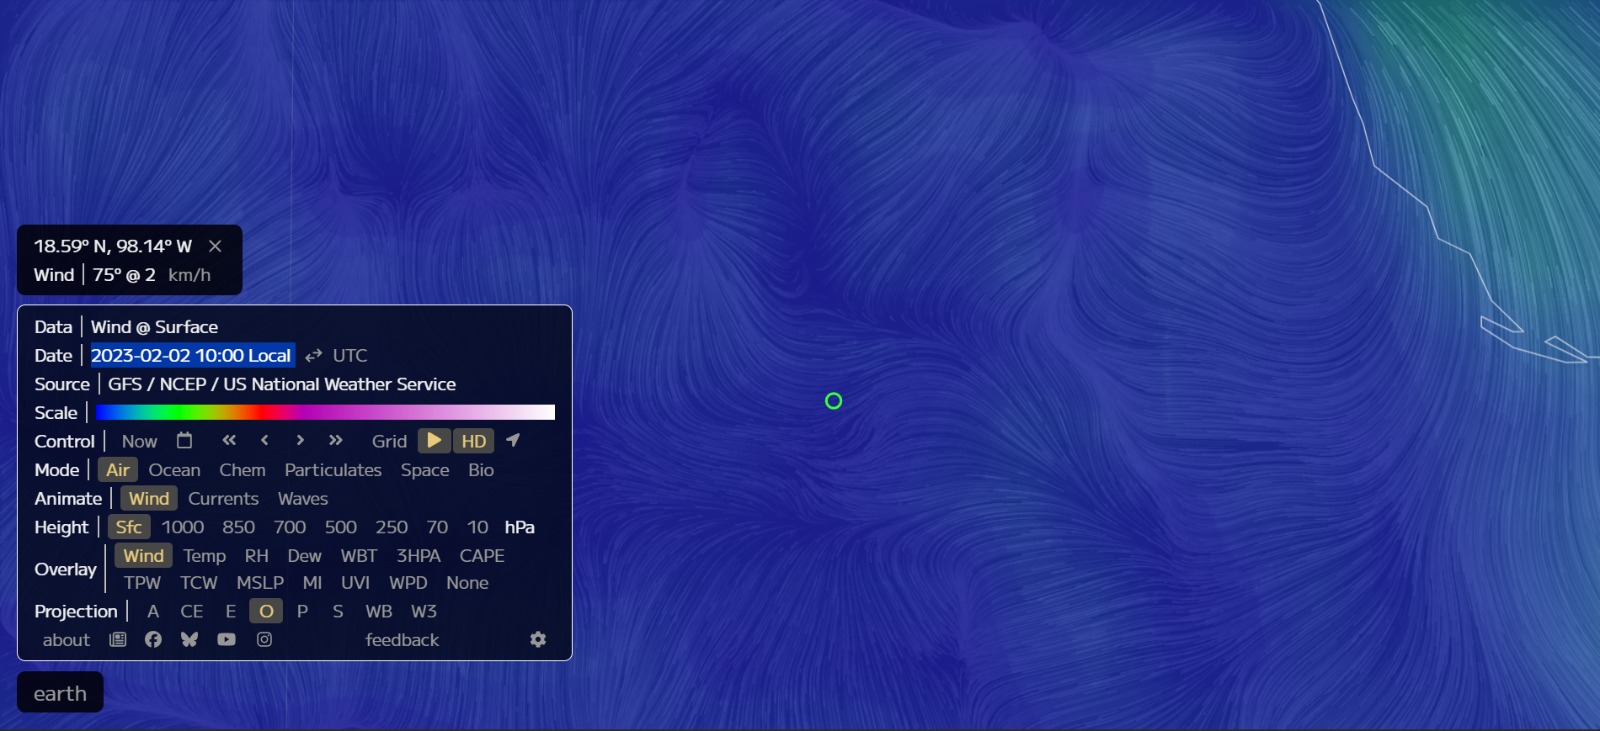 18.59° N, 98.14° W ×
Wind | 75° @ 2 km/h
Data | Wind @ Surface
Date | 2023-02-02 10:00 Local ⇄ UTC
Source | GFS / NCEP / US National Weather Service
Scale |
Control | Now « ‹ › » Grid HD
Mode | Air Ocean Chem Particulates Space Bio
Animate | Wind Currents Waves
Height | Sfc 1000 850 700 500 250 70 10 hPa
Overlay | Wind Temp RH Dew WBT 3HPA CAPE
TPW TCW MSLP MI UVI WPD None
Projection | A CE E O P S WB W3
about feedback
earth